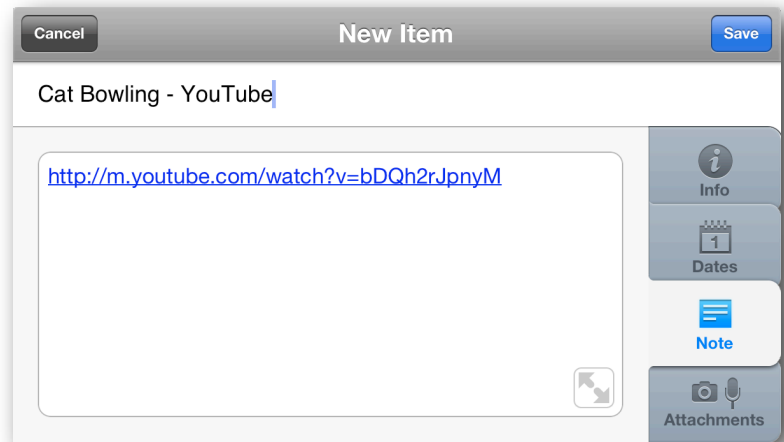 Cancel New Item Save
Cat Bowling - YouTube
http://m.youtube.com/watch?v=bDQh2rJpnyM
Info
1
Dates
Note
Attachments